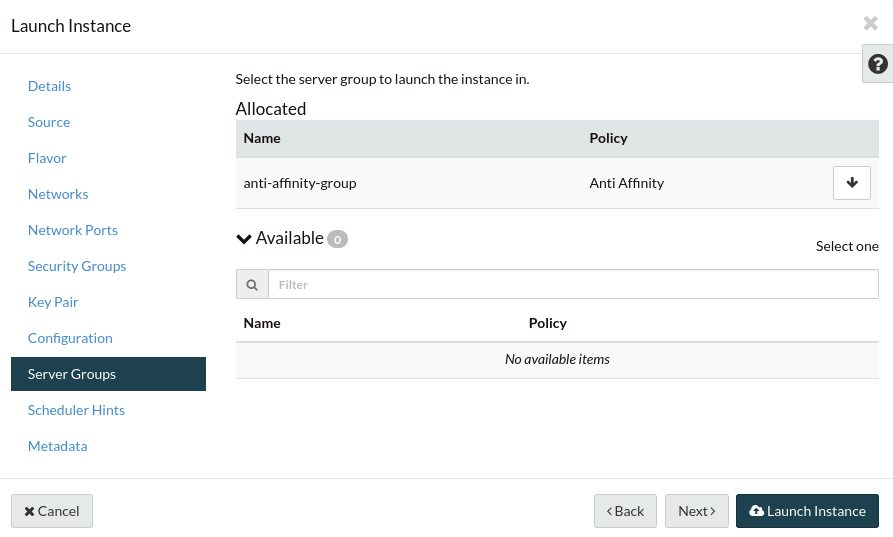 Launch Instance
Details
Source
Flavor
Networks
Network Ports
Security Groups
Key Pair
Configuration
Server Groups
Scheduler Hints
Metadata
Select the server group to launch the instance in.
Allocated
Name Policy
anti-affinity-group Anti Affinity
Available 0
Select one
Filter
Name Policy
No available items
Cancel
Back
Next
Launch Instance